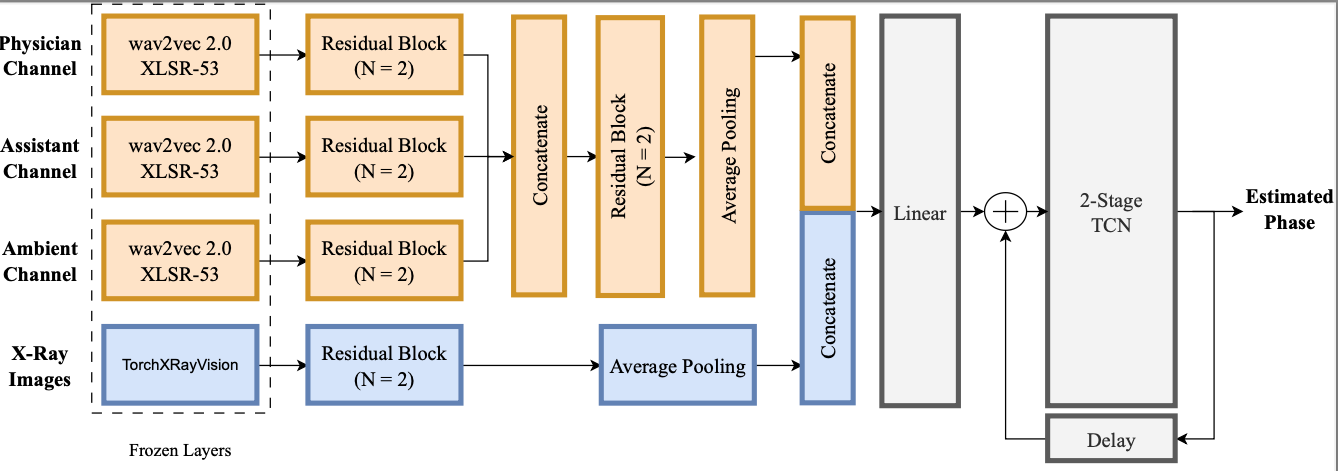 Physician
Channel
wav2vec 2.0
XLSR-53
Residual Block
(N = 2)
Assistant
Channel
wav2vec 2.0
XLSR-53
Residual Block
(N = 2)
Ambient
Channel
wav2vec 2.0
XLSR-53
Residual Block
(N = 2)
X-Ray
Images
TorchXRayVision
Residual Block
(N = 2)
Frozen Layers
Concatenate
Residual Block
(N = 2)
Average Pooling
Average Pooling
Concatenate
Concatenate
Linear
2-Stage
TCN
Delay
Estimated
Phase